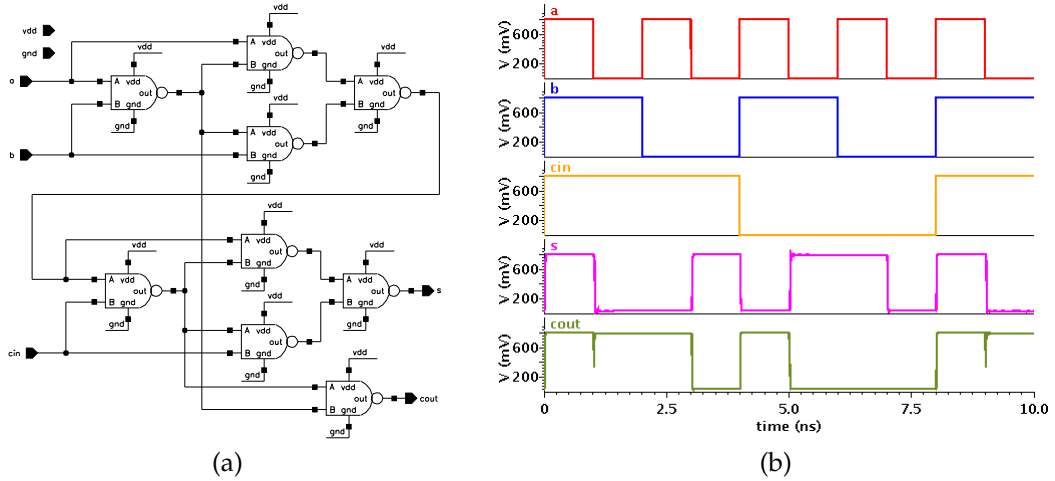 vdd
gnd
a
b
cin
vdd
A vdd
out
B gnd
gnd
vdd
A vdd
out
B gnd
gnd
vdd
A vdd
out
B gnd
gnd
vdd
A vdd
out
B gnd
gnd
vdd
A vdd
out
B gnd
gnd
vdd
A vdd
out
B gnd
gnd
vdd
A vdd
out
B gnd
gnd
vdd
A vdd
out
B gnd
gnd
s
vdd
A vdd
out
B gnd
gnd
cout
(a)
a
V (mV)
600
200
b
V (mV)
600
200
cin
V (mV)
600
200
s
V (mV)
600
200
cout
V (mV)
600
200
0 2.5 5.0 7.5 10.0
time (ns)
(b)